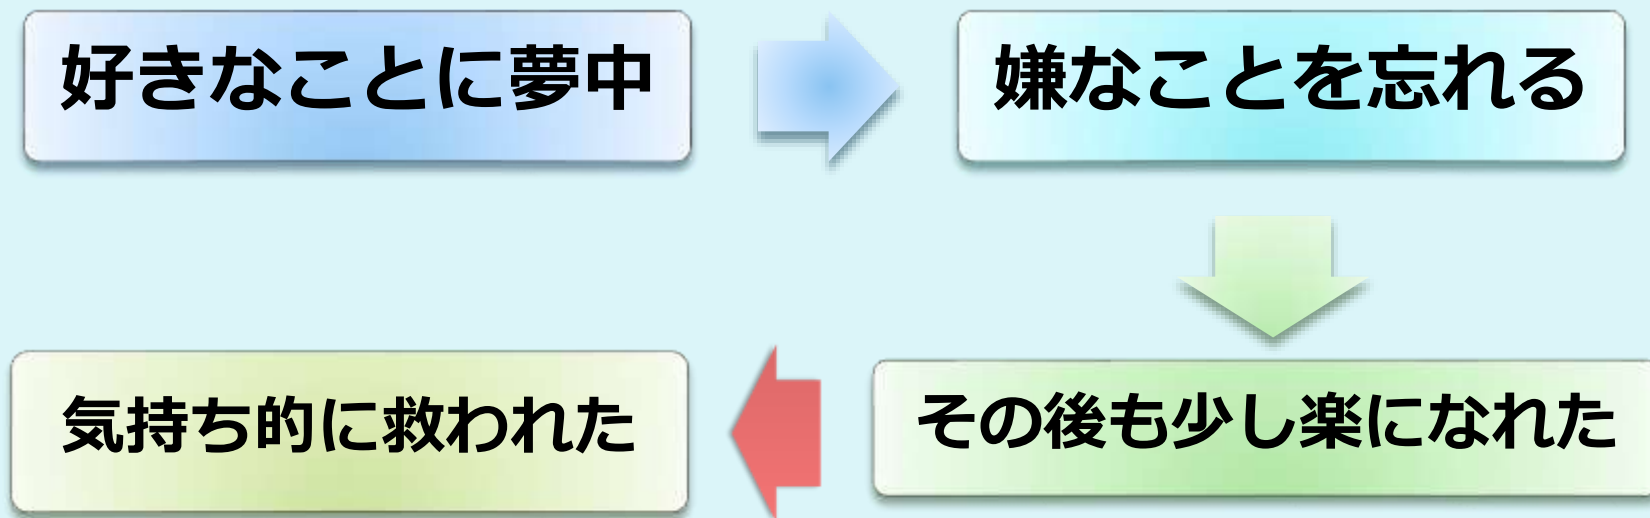 好きなことに夢中
嫌なことを忘れる
その後も少し楽になれた
気持ち的に救われた